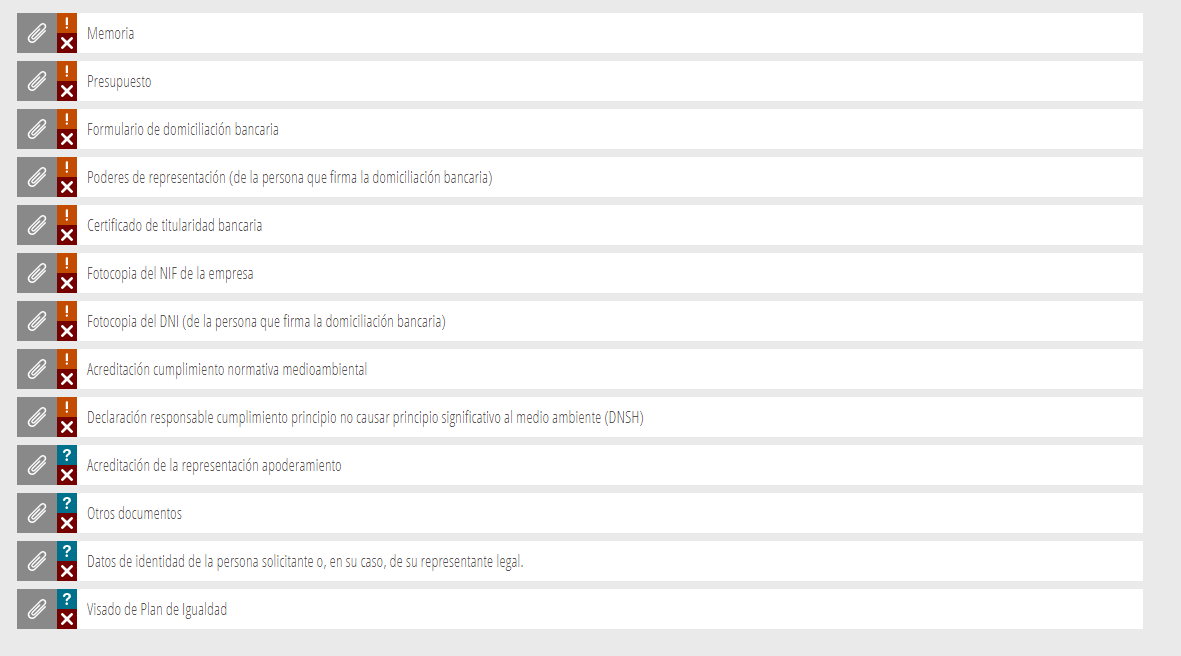 Memoria
Presupuesto
Formulario de domiciliación bancaria
Poderes de representación (de la persona que firma la domiciliación bancaria)
Certificado de titularidad bancaria
Fotocopia del NIF de la empresa
Fotocopia del DNI (de la persona que firma la domiciliación bancaria)
Acreditación cumplimiento normativa medioambiental
Declaración responsable cumplimiento principio no causar principio significativo al medio ambiente (DNSH)
Acreditación de la representación apoderamiento
Otros documentos
Datos de identidad de la persona solicitante o, en su caso, de su representante legal.
Visado de Plan de Igualdad